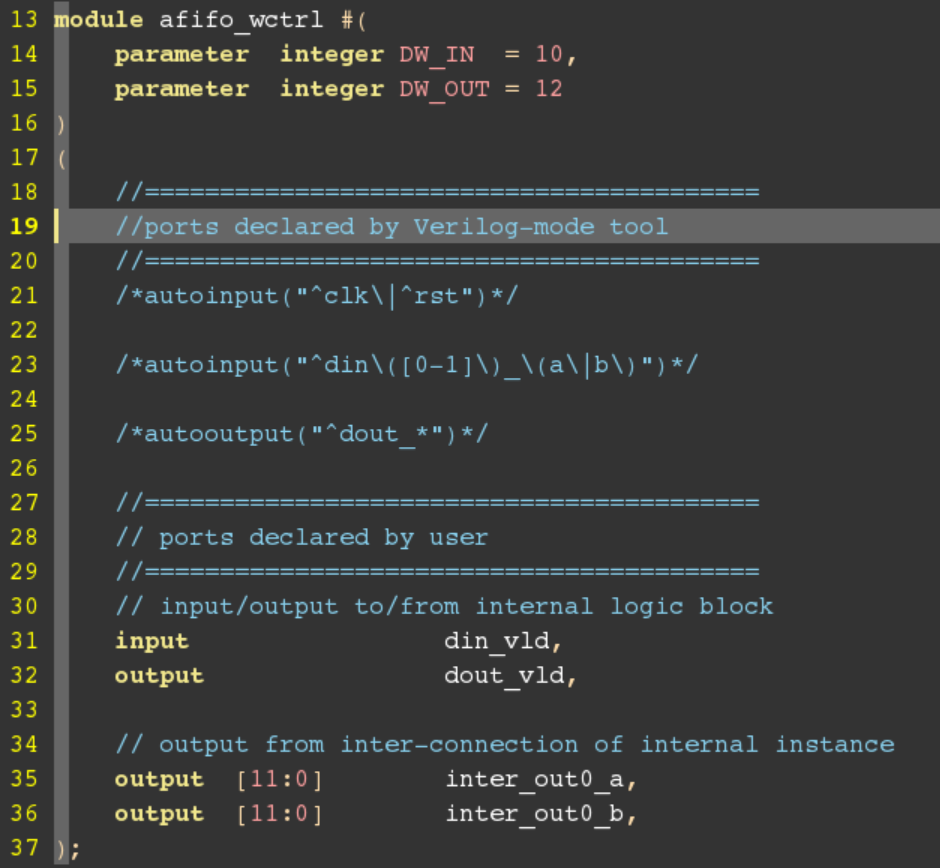 13 module afifo_wctrl #(
14     parameter  integer DW_IN  = 10,
15     parameter  integer DW_OUT = 12
16 )
17 (
18     //=========================================
19     //ports declared by Verilog-mode tool
20     //=========================================
21     /*autoinput("^clk\|^rst")*/
22
23     /*autoinput("^din\([0-1]\)_\(a\|b\)")*/
24
25     /*autooutput("^dout_*")*/
26
27     //=========================================
28     // ports declared by user
29     //=========================================
30     // input/output to/from internal logic block
31     input                 din_vld,
32     output                dout_vld,
33
34     // output from inter-connection of internal instance
35     output  [11:0]        inter_out0_a,
36     output  [11:0]        inter_out0_b,
37 );